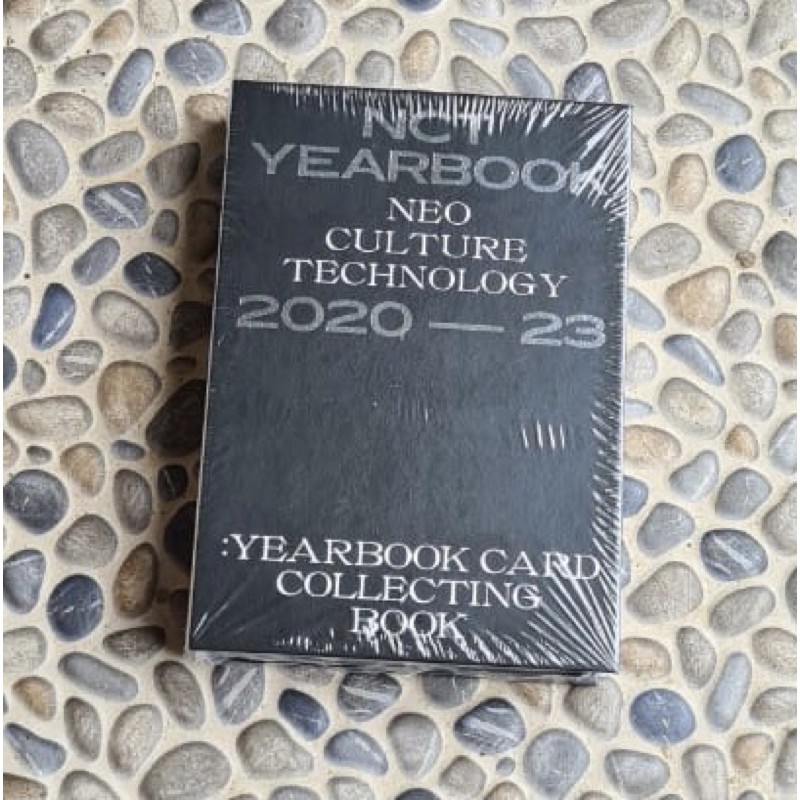 NCT
YEARBOOK
NEO
CULTURE
TECHNOLOGY
2020 — 23
:YEARBOOK CARD
COLLECTING
BOOK